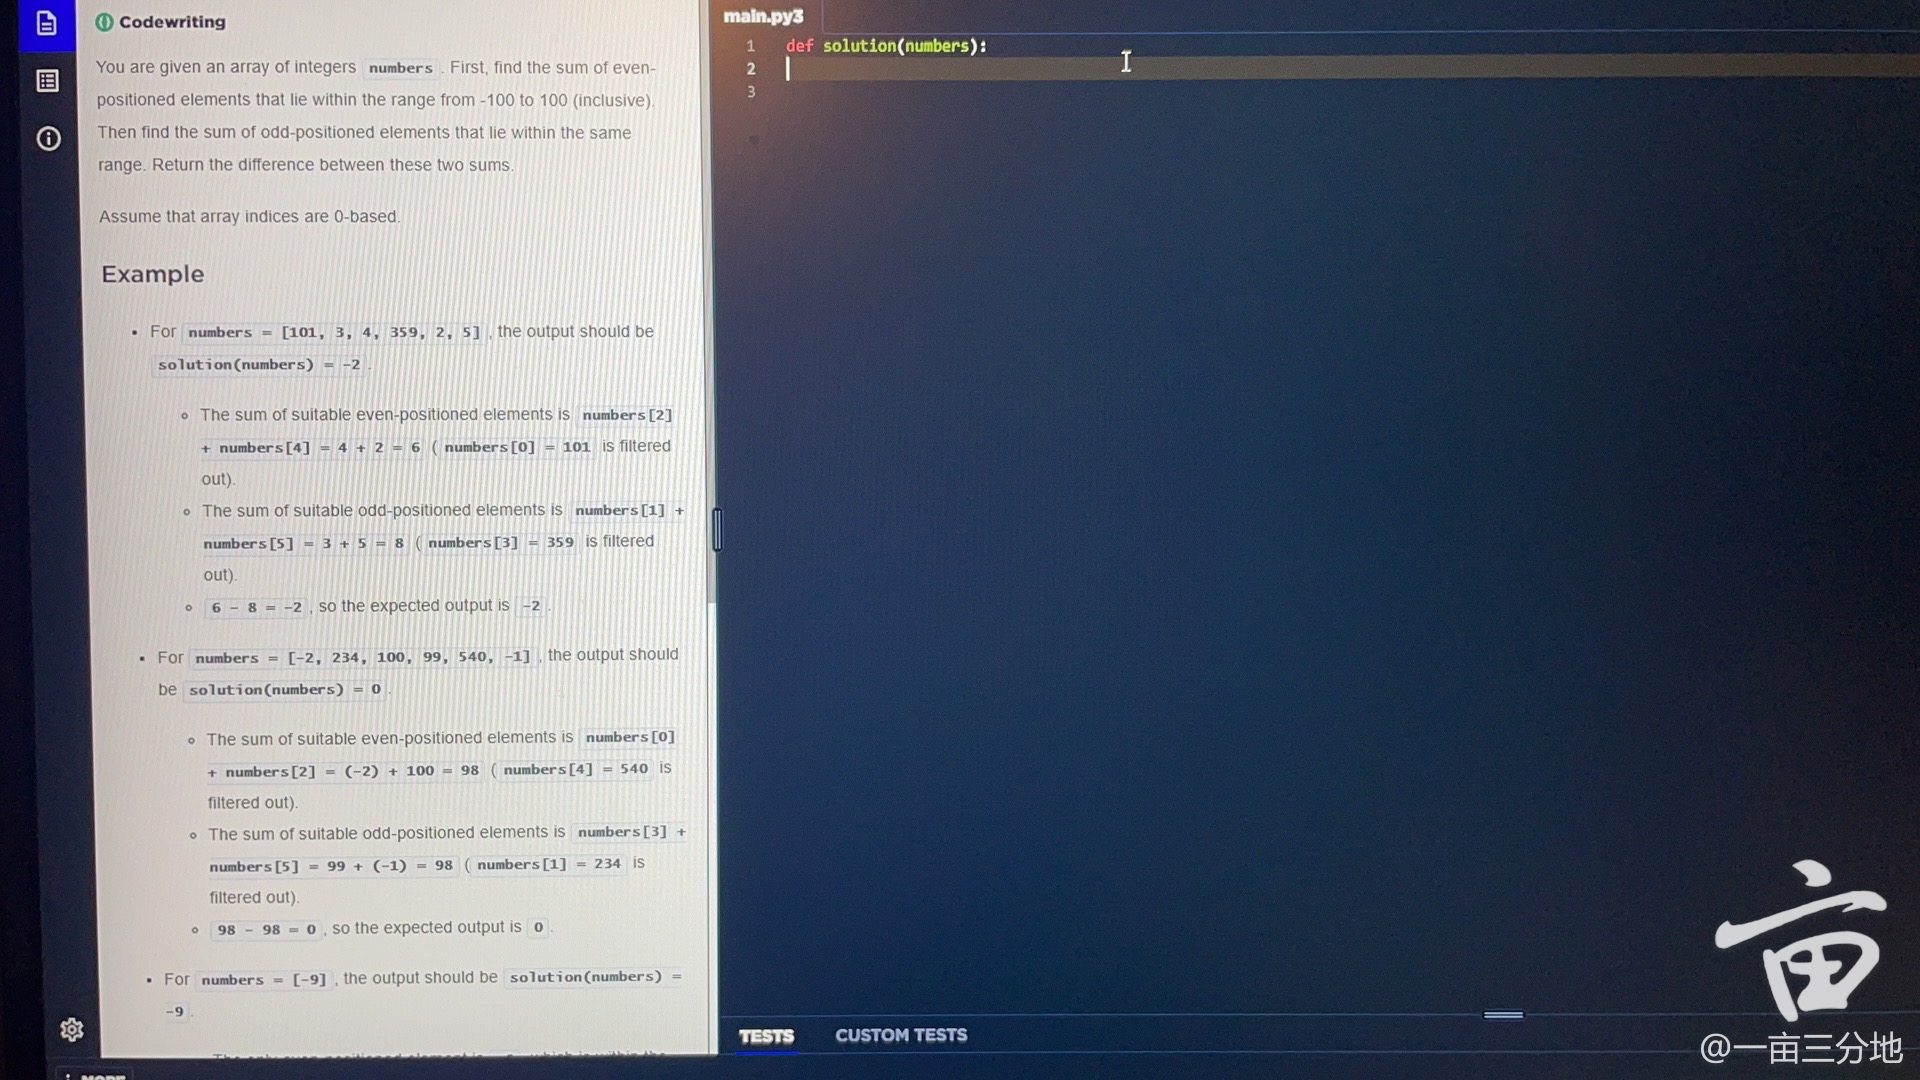 Codewriting
You are given an array of integers numbers . First, find the sum of even-
positioned elements that lie within the range from -100 to 100 (inclusive).
Then find the sum of odd-positioned elements that lie within the same
range. Return the difference between these two sums.
Assume that array indices are 0-based.
Example
• For numbers = [101, 3, 4, 359, 2, 5] , the output should be
solution(numbers) = -2 .
The sum of suitable even-positioned elements is numbers[2]
+ numbers[4] = 4 + 2 = 6 ( numbers[0] = 101 is filtered
out).
The sum of suitable odd-positioned elements is numbers[1] +
numbers[5] = 3 + 5 = 8 ( numbers[3] = 359 is filtered
out).
6 - 8 = -2 , so the expected output is -2 .
• For numbers = [-2, 234, 100, 99, 540, -1] , the output should
be solution(numbers) = 0 .
The sum of suitable even-positioned elements is numbers[0]
+ numbers[2] = (-2) + 100 = 98 ( numbers[4] = 540 is
filtered out).
The sum of suitable odd-positioned elements is numbers[3] +
numbers[5] = 99 + (-1) = 98 ( numbers[1] = 234 is
filtered out).
98 - 98 = 0 , so the expected output is 0 .
• For numbers = [-9] , the output should be solution(numbers) =
-9 .
MORE
main.py3
1 def solution(numbers):
2
3
TESTS CUSTOM TESTS
亩
@一亩三分地